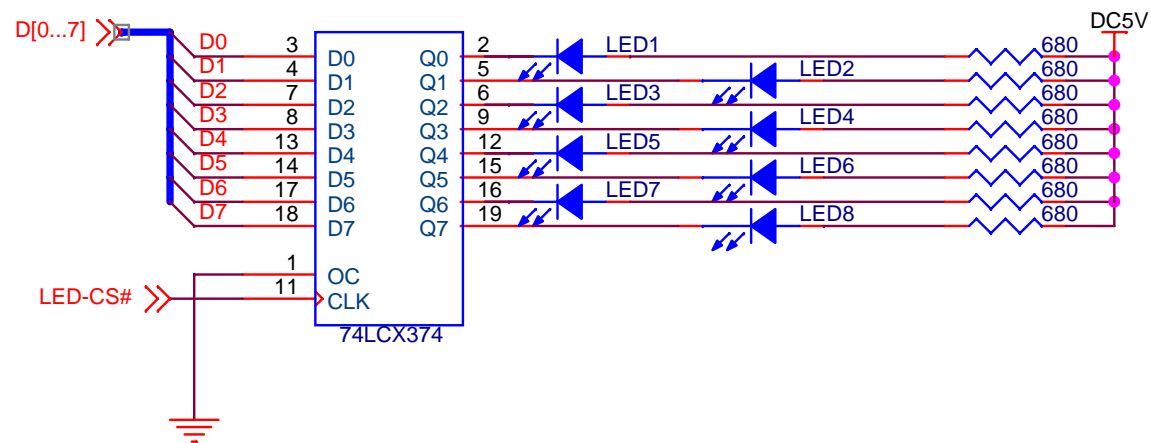 DC5V
D[0...7]
D0 3 D0 Q0 2 LED1 680
D1 4 D1 Q1 5 LED2 680
D2 7 D2 Q2 6 LED3 680
D3 8 D3 Q3 9 LED4 680
D4 13 D4 Q4 12 LED5 680
D5 14 D5 Q5 15 LED6 680
D6 17 D6 Q6 16 LED7 680
D7 18 D7 Q7 19 LED8 680
1 OC
LED-CS# 11 CLK
74LCX374